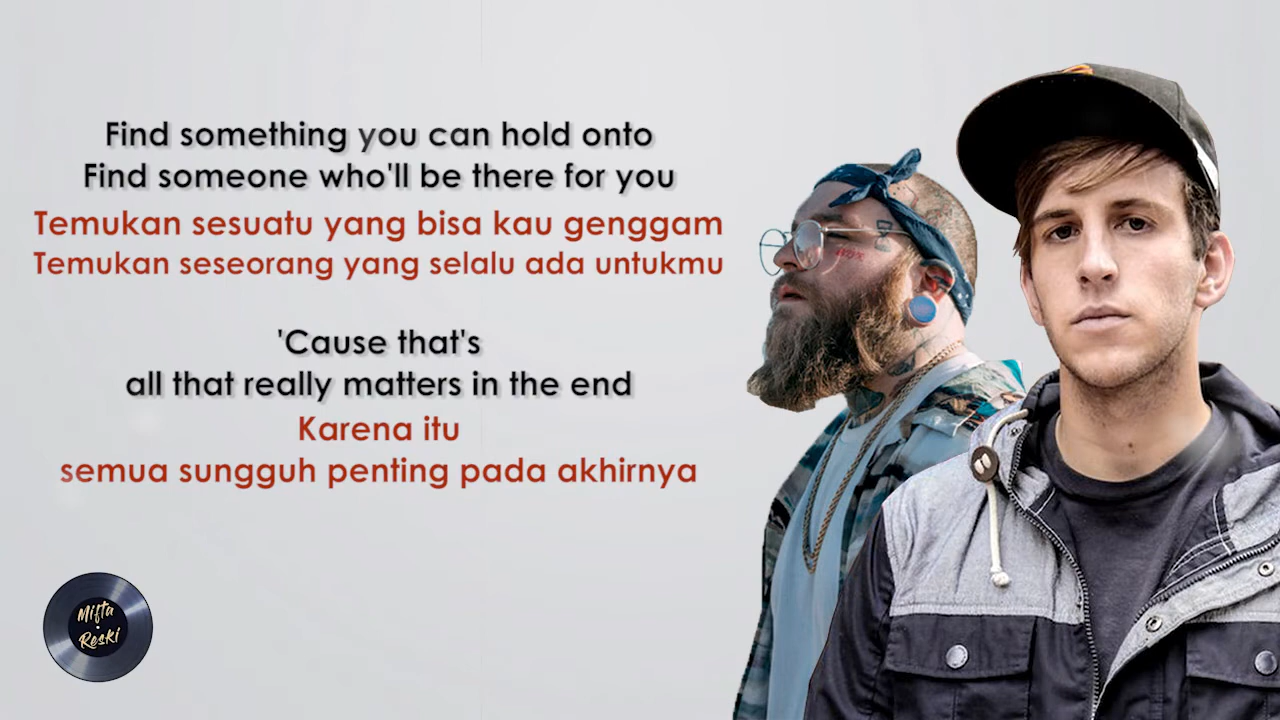 Find something you can hold onto
Find someone who'll be there for you
Temukan sesuatu yang bisa kau genggam
Temukan seseorang yang selalu ada untukmu
'Cause that's
all that really matters in the end
Karena itu
semua sungguh penting pada akhirnya
Mifta
Reski